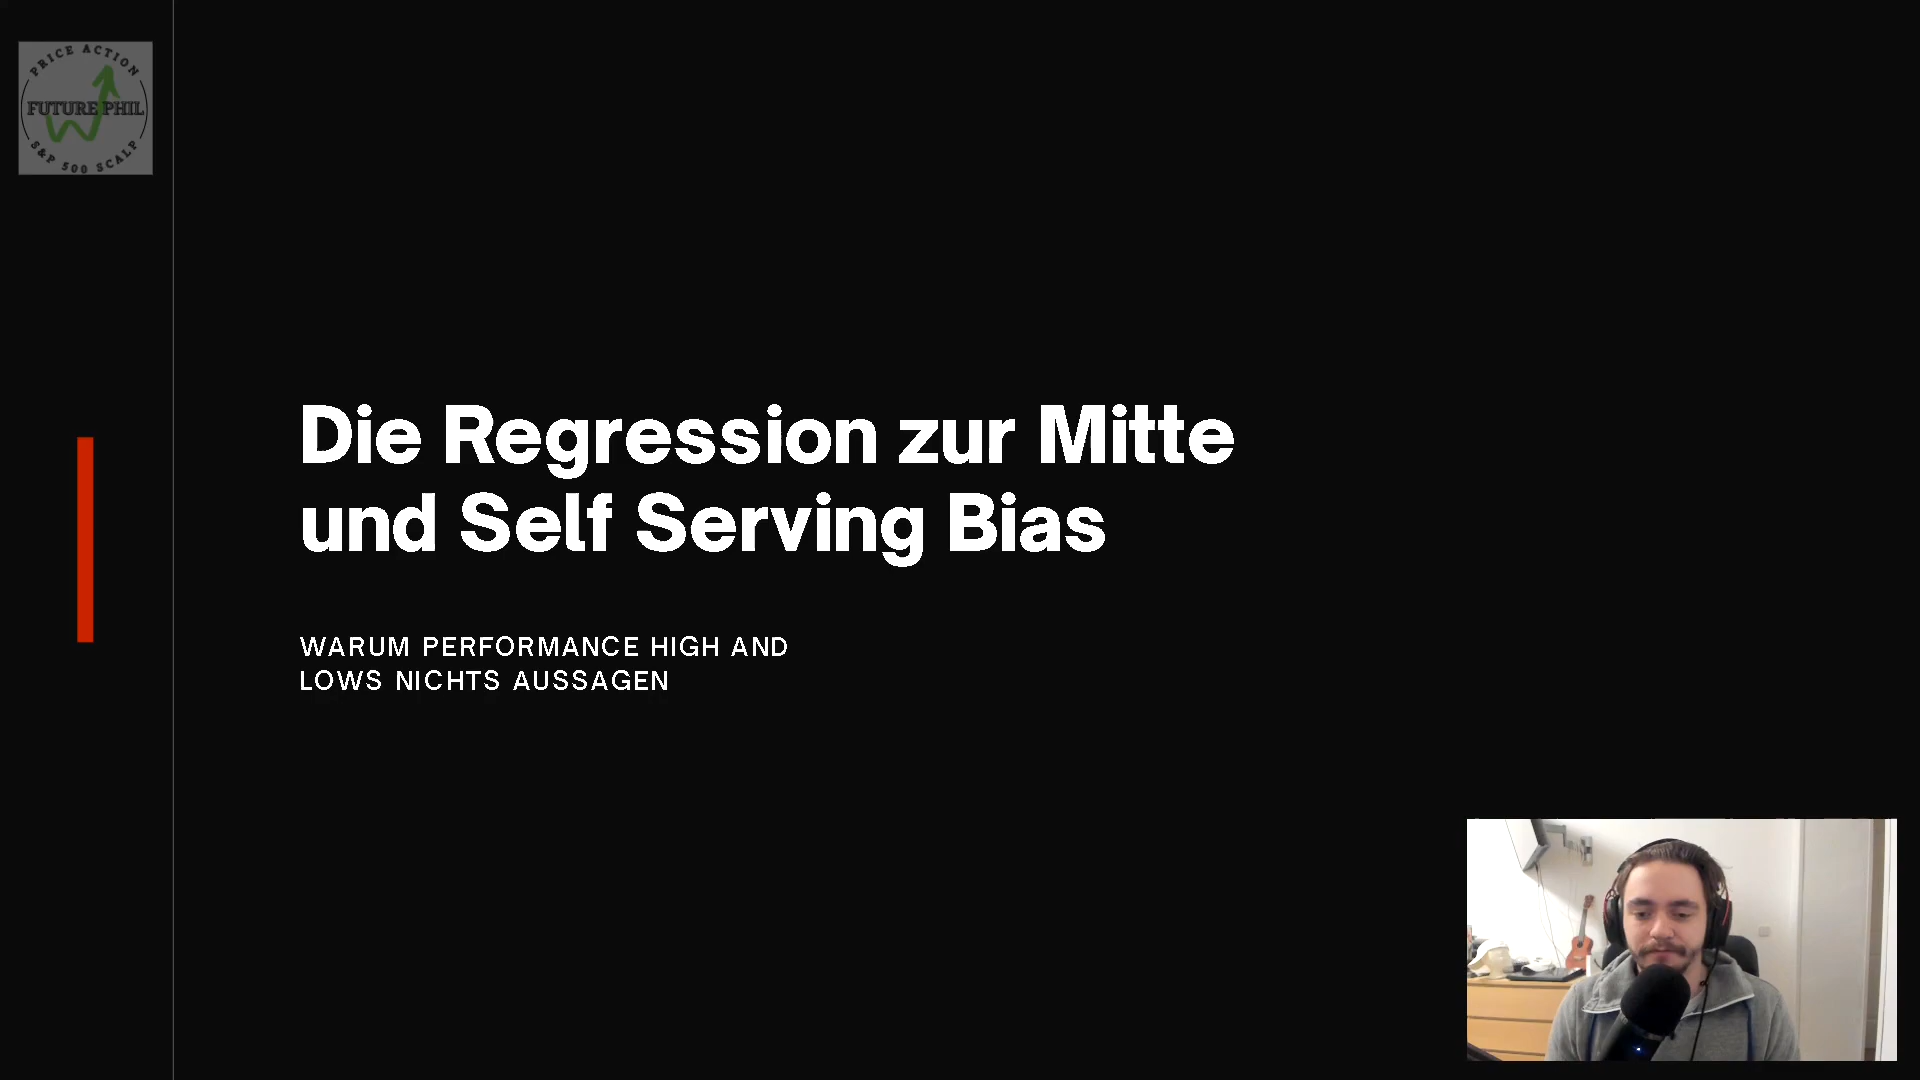 PRICE ACTION
FUTURE PHIL
S&P 500 SCALP
Die Regression zur Mitte
und Self Serving Bias
WARUM PERFORMANCE HIGH AND
LOWS NICHTS AUSSAGEN